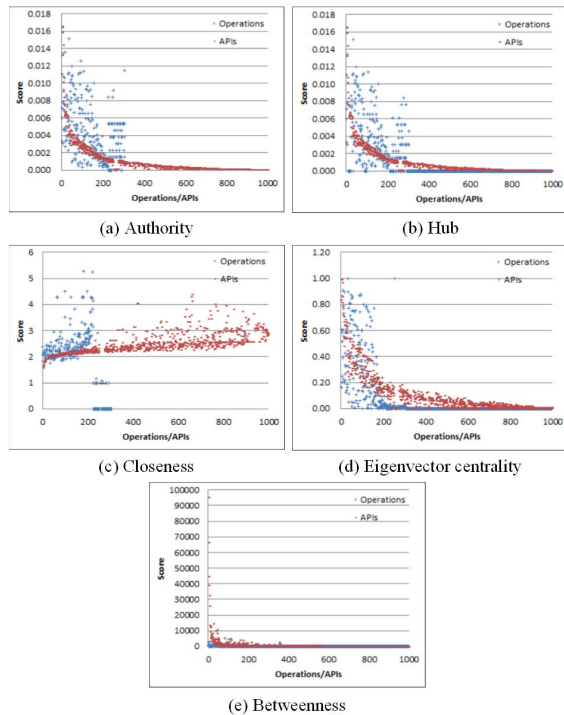 0.018
0.016
0.014
0.012
0.010
0.008
0.006
0.004
0.002
0.000
Score
Operations
APIs
0 200 400 600 800 1000
Operations/APIs
(a) Authority
0.018
0.016
0.014
0.012
0.010
0.008
0.006
0.004
0.002
0.000
Score
Operations
APIs
0 200 400 600 800 1000
Operations/APIs
(b) Hub
6
5
4
3
2
1
0
Score
Operations
APIs
0 200 400 600 800 1000
Operations/APIs
(c) Closeness
1.20
1.00
0.80
0.60
0.40
0.20
0.00
Score
Operations
APIs
0 200 400 600 800 1000
Operations/APIs
(d) Eigenvector centrality
100000
90000
80000
70000
60000
50000
40000
30000
20000
10000
0
Score
Operations
APIs
0 200 400 600 800 1000
Operations/APIs
(e) Betweenness